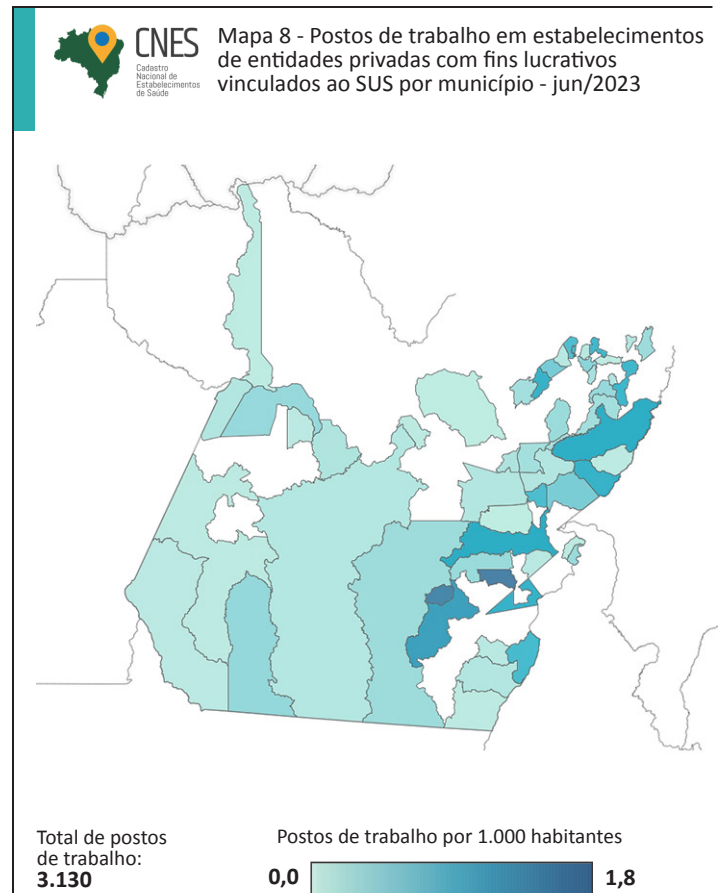 CNES
Cadastro
Nacional de
Estabelecimentos
de Saúde
Mapa 8 - Postos de trabalho em estabelecimentos
de entidades privadas com fins lucrativos
vinculados ao SUS por município - jun/2023
Total de postos
de trabalho:
3.130
Postos de trabalho por 1.000 habitantes
0,0
1,8